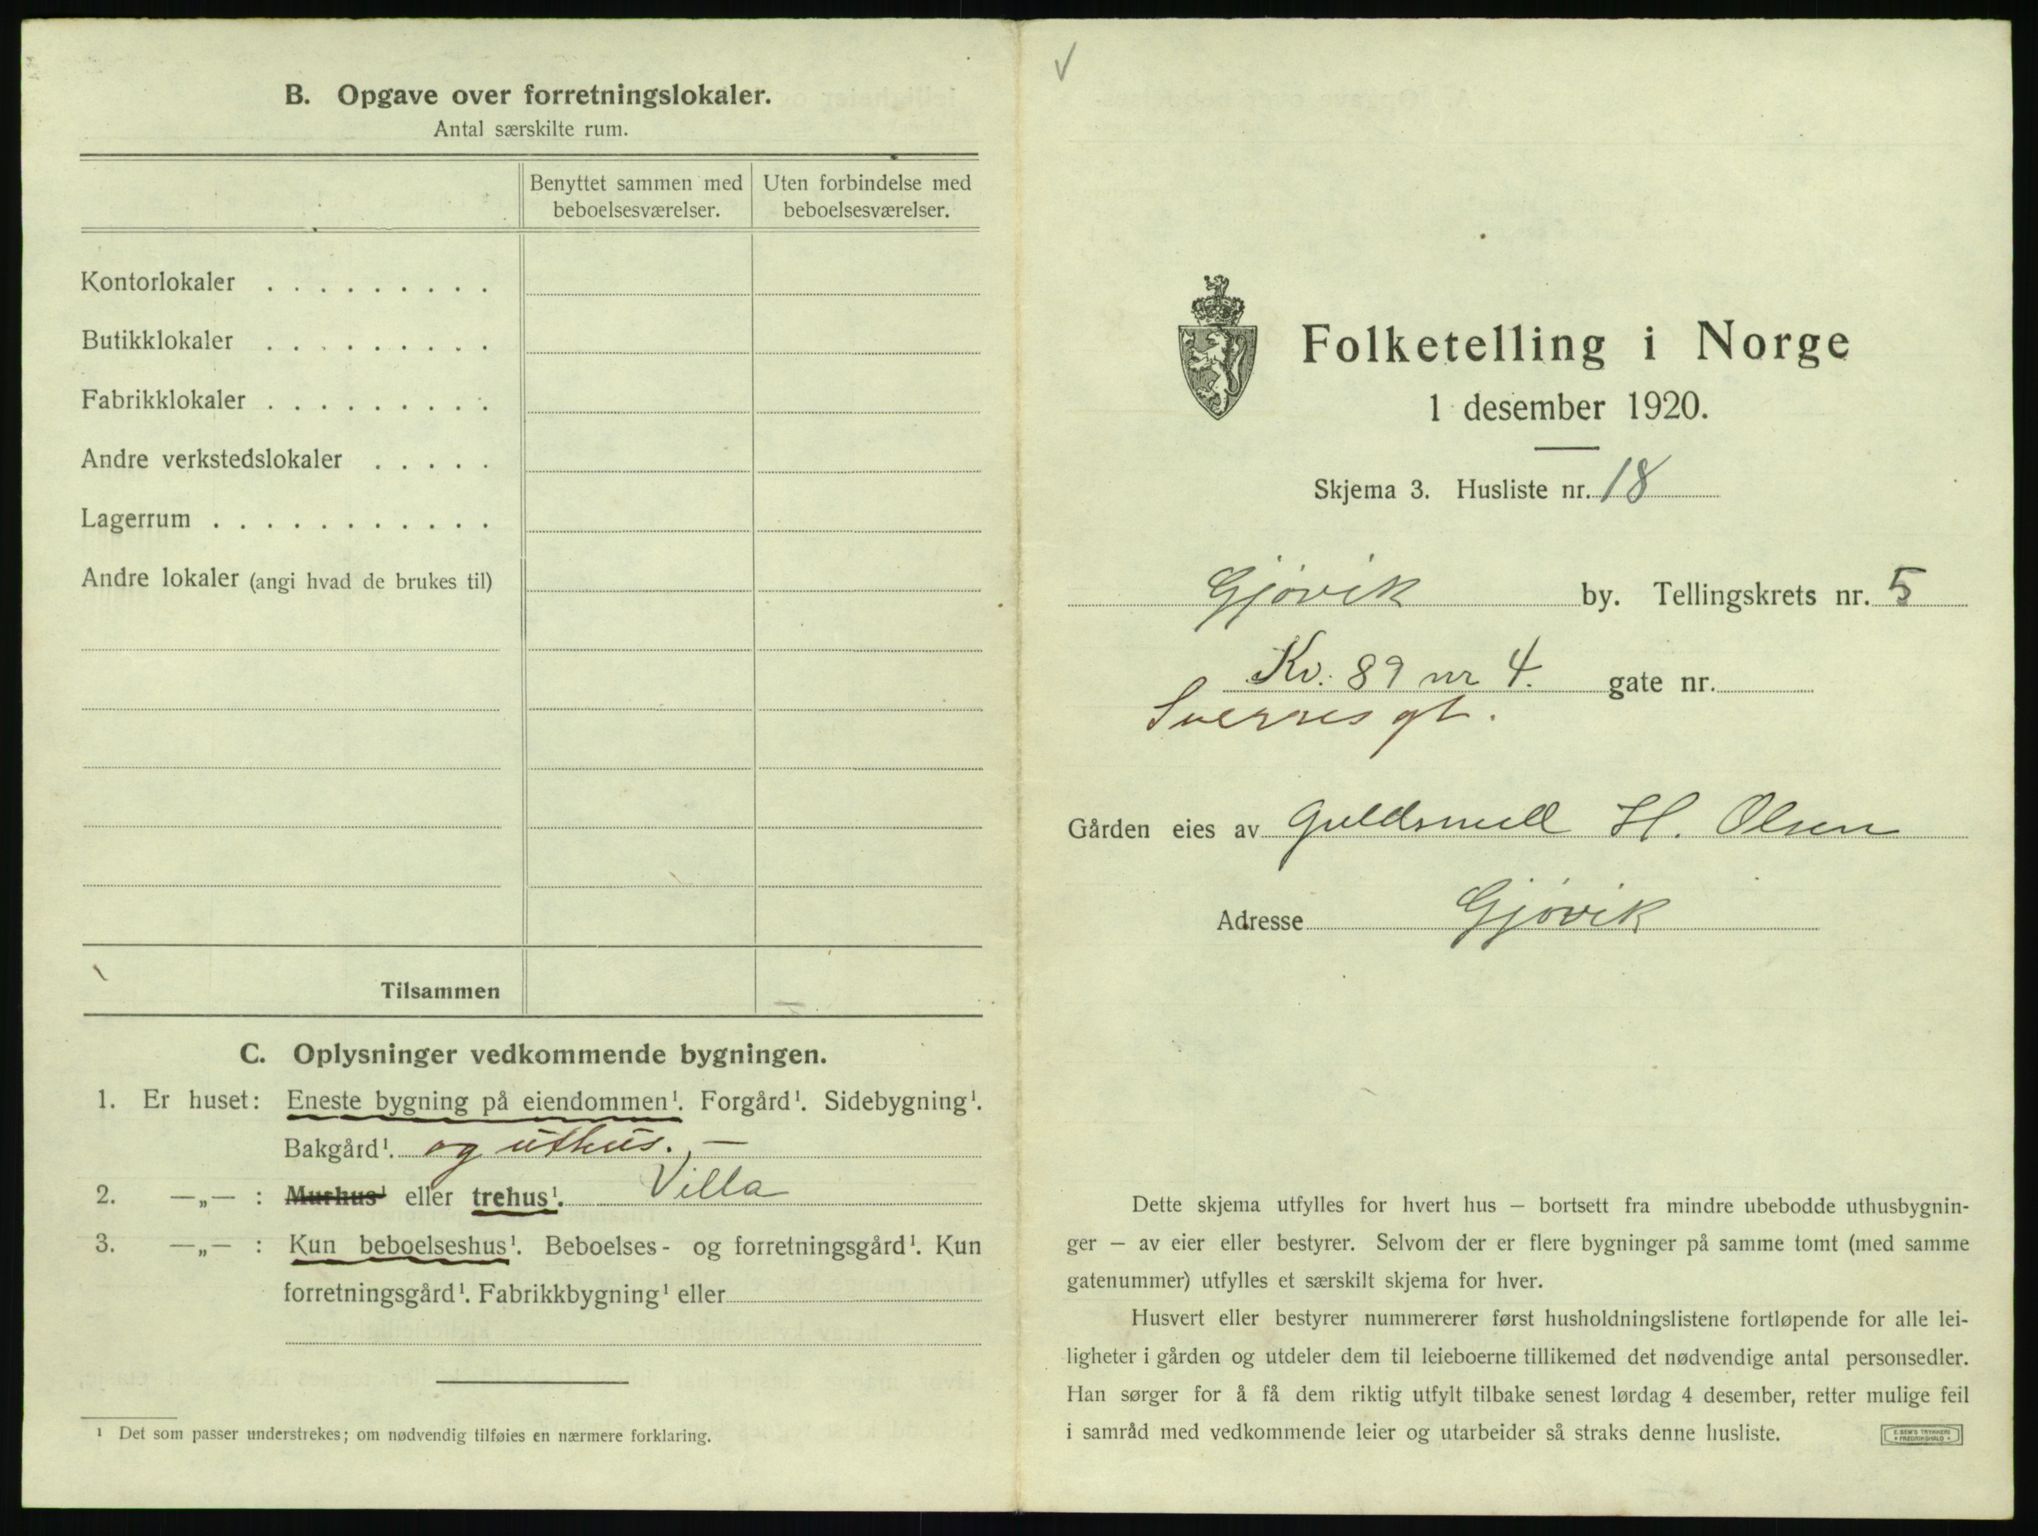 B. Opgave over forretningslokaler.
Antal særskilte rum.
Benyttet sammen med beboelsesværelser.
Uten forbindelse med beboelsesværelser.
Kontorlokaler . . . . . . . . .
Butikklokaler . . . . . . . . .
Fabrikklokaler . . . . . . . . .
Andre verkstedslokaler . . . . .
Lagerrum . . . . . . . . . . .
Andre lokaler (angi hvad de brukes til)
Tilsammen
C. Oplysninger vedkommende bygningen.
1. Er huset: Eneste bygning på eiendommen¹. Forgård¹. Sidebygning¹.
Bakgård¹. og uthus. —
2. —„— : Murhus¹ eller trehus¹. Villa
3. —„— : Kun beboelseshus¹. Beboelses- og forretningsgård¹. Kun
forretningsgård¹. Fabrikkbygning¹ eller
¹ Det som passer understrekes; om nødvendig tilføies en nærmere forklaring.
Folketelling i Norge
1 desember 1920.
Skjema 3. Husliste nr. 18
Gjøvik by. Tellingskrets nr. 5
Kv. 89 nr 4. gate nr.
Sverresgt.
Gården eies av Guldsmed H. Olsen
Adresse Gjøvik
Dette skjema utfylles for hvert hus — bortsett fra mindre ubebodde uthusbygnin-
ger — av eier eller bestyrer. Selvom der er flere bygninger på samme tomt (med samme
gatenummer) utfylles et særskilt skjema for hver.
Husvert eller bestyrer nummererer først husholdningslistene fortløpende for alle lei-
ligheter i gården og utdeler dem til leieboerne tillikemed det nødvendige antal personsedler.
Han sørger for å få dem riktig utfylt tilbake senest lørdag 4 desember, retter mulige feil
i samråd med vedkommende leier og utarbeider så straks denne husliste.
E. SEM'S TRYKKERI
FREDRIKSHALD